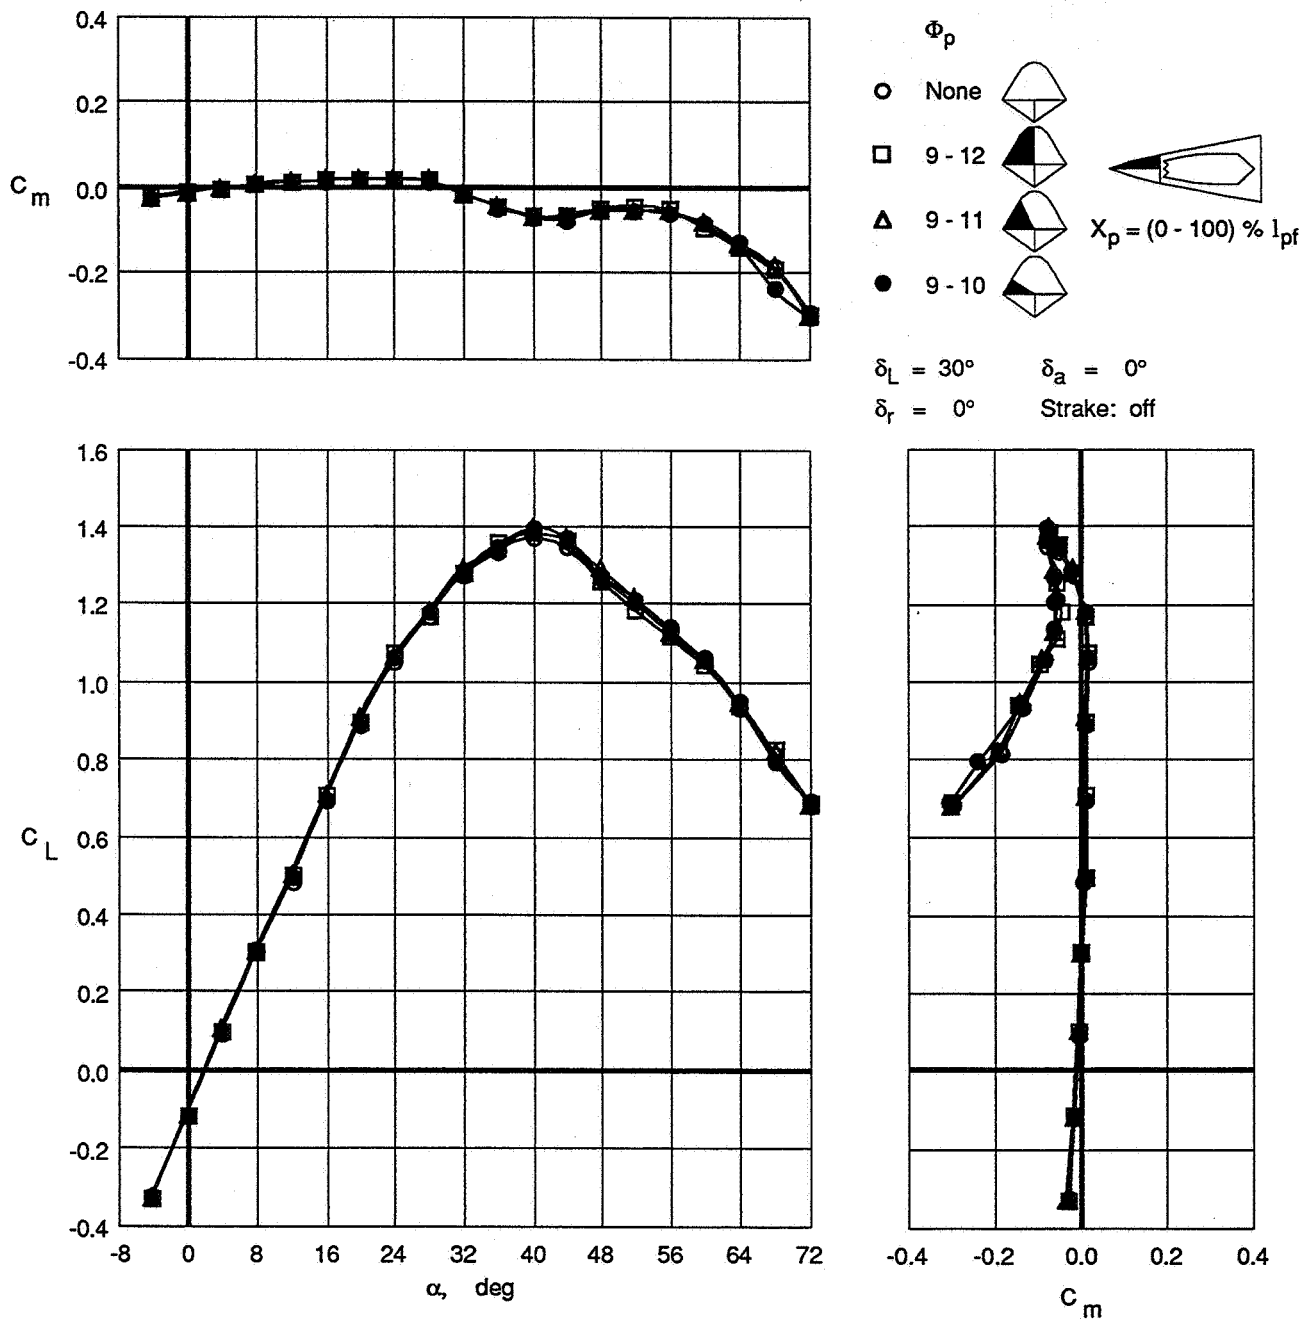 0.4
0.2
0.0
-0.2
-0.4
C m
Φp
None
9 - 12
9 - 11
9 - 10
Xp = (0 - 100) % lpf
δL = 30° δa = 0°
δr = 0° Strake: off
1.6
1.4
1.2
1.0
0.8
0.6
0.4
0.2
0.0
-0.2
-0.4
C L
-8 0 8 16 24 32 40 48 56 64 72
α, deg
-0.4 -0.2 0.0 0.2 0.4
C m